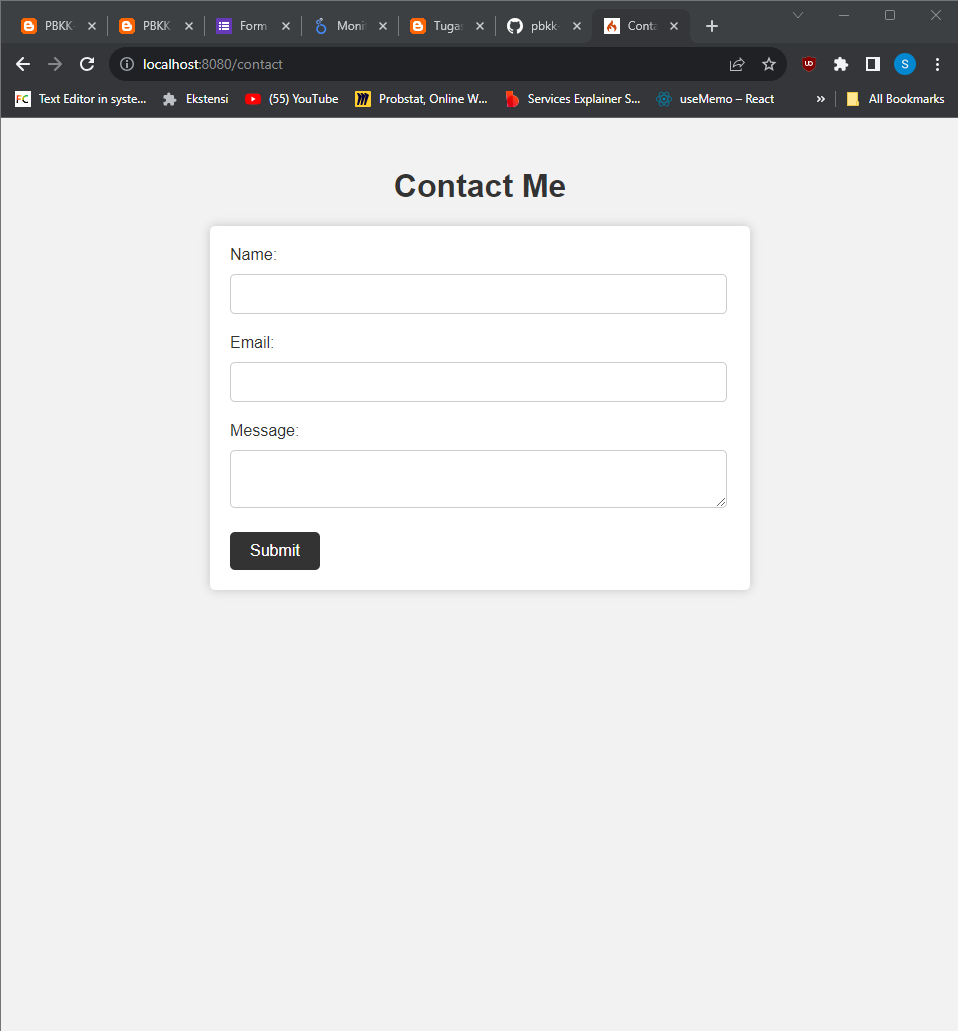 PBKK- PBKK Form Moni Tuga pbkk- Conta
localhost:8080/contact S
FC Text Editor in syste... Ekstensi (55) YouTube Probstat, Online W... Services Explainer S... useMemo – React » All Bookmarks
Contact Me
Name:
Email:
Message:
Submit